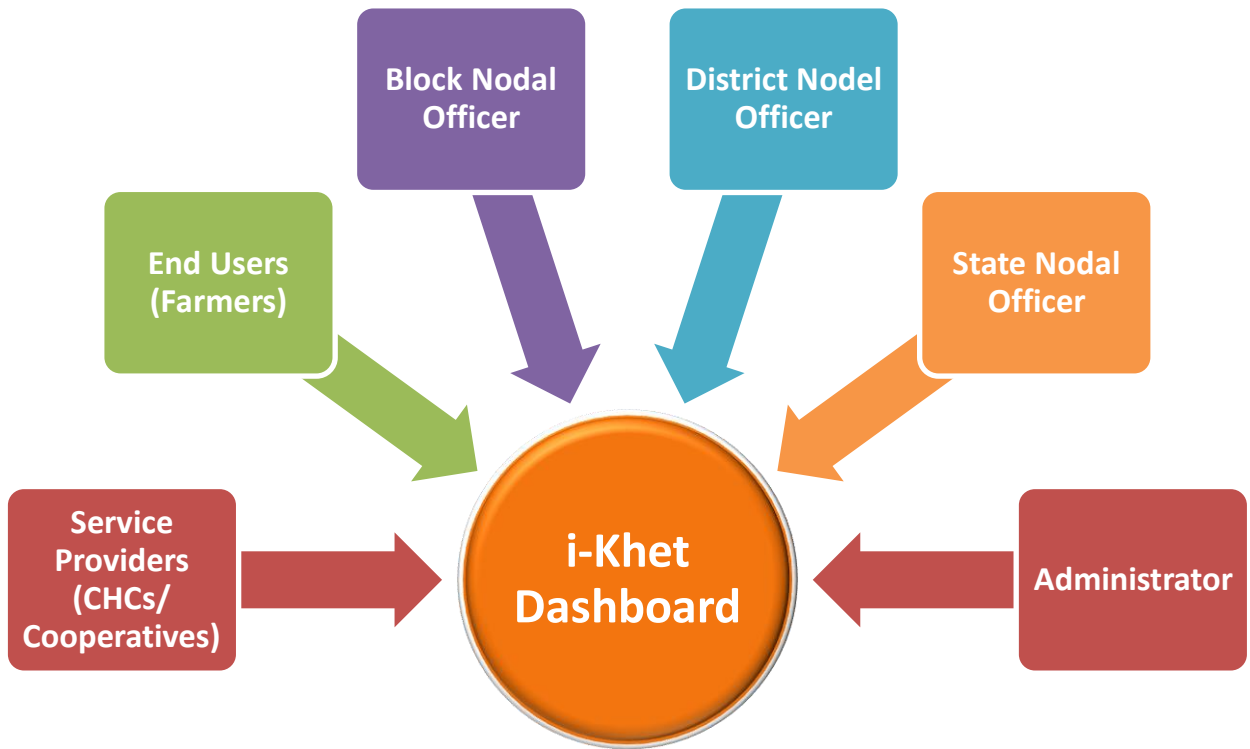 Block Nodal
Officer
District Nodel
Officer
End Users
(Farmers)
State Nodal
Officer
Service
Providers
(CHCs/
Cooperatives)
i-Khet
Dashboard
Administrator